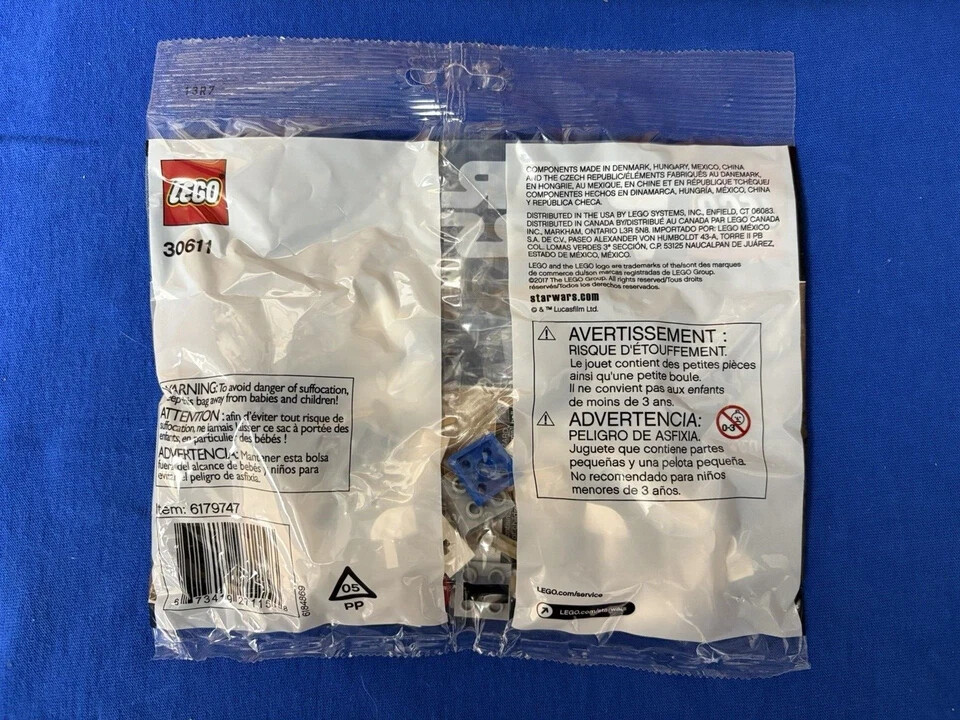 13R7
LEGO
30611
WARNING: To avoid danger of suffocation,
keep this bag away from babies and children!
ATTENTION : afin d'éviter tout risque de
suffocation, ne jamais laisser ce sac à portée des
enfants, en particulier des bébés !
ADVERTENCIA: Mantener esta bolsa
fuera del alcance de bebés y niños para
evitar el peligro de asfixia.
Item: 6179747
6184869
05
PP
COMPONENTS MADE IN DENMARK, HUNGARY, MEXICO, CHINA
AND THE CZECH REPUBLIC/ÉLÉMENTS FABRIQUÉS AU DANEMARK,
EN HONGRIE, AU MEXIQUE, EN CHINE ET EN RÉPUBLIQUE TCHÈQUE/
COMPONENTES HECHOS EN DINAMARCA, HUNGRÍA, MÉXICO, CHINA
Y REPÚBLICA CHECA.
DISTRIBUTED IN THE USA BY LEGO SYSTEMS, INC., ENFIELD, CT 06083.
DISTRIBUTED IN CANADA BY/DISTRIBUÉ AU CANADA PAR LEGO CANADA
INC., MARKHAM, ONTARIO L3R 5N8. IMPORTADO POR: LEGO MÉXICO
S.A. DE C.V., PASEO ALEXANDER VON HUMBOLDT 43-A, TORRE II PB
COL. LOMAS VERDES 3ª SECCIÓN, C.P. 53125 NAUCALPAN DE JUÁREZ,
ESTADO DE MÉXICO, MÉXICO.
LEGO and the LEGO logo are trademarks of the/sont des marques
de commerce du/son marcas registradas de LEGO Group.
©2017 The LEGO Group. All rights reserved/Tous droits
réservés/Todos los derechos reservados.
starwars.com
© & ™ Lucasfilm Ltd.
AVERTISSEMENT :
RISQUE D'ÉTOUFFEMENT.
Le jouet contient des petites pièces
ainsi qu'une petite boule.
Il ne convient pas aux enfants
de moins de 3 ans.
ADVERTENCIA:
PELIGRO DE ASFIXIA.
Juguete que contiene partes
pequeñas y una pelota pequeña.
No recomendado para niños
menores de 3 años.
0-3
LEGO.com/service
LEGO.com/starwars